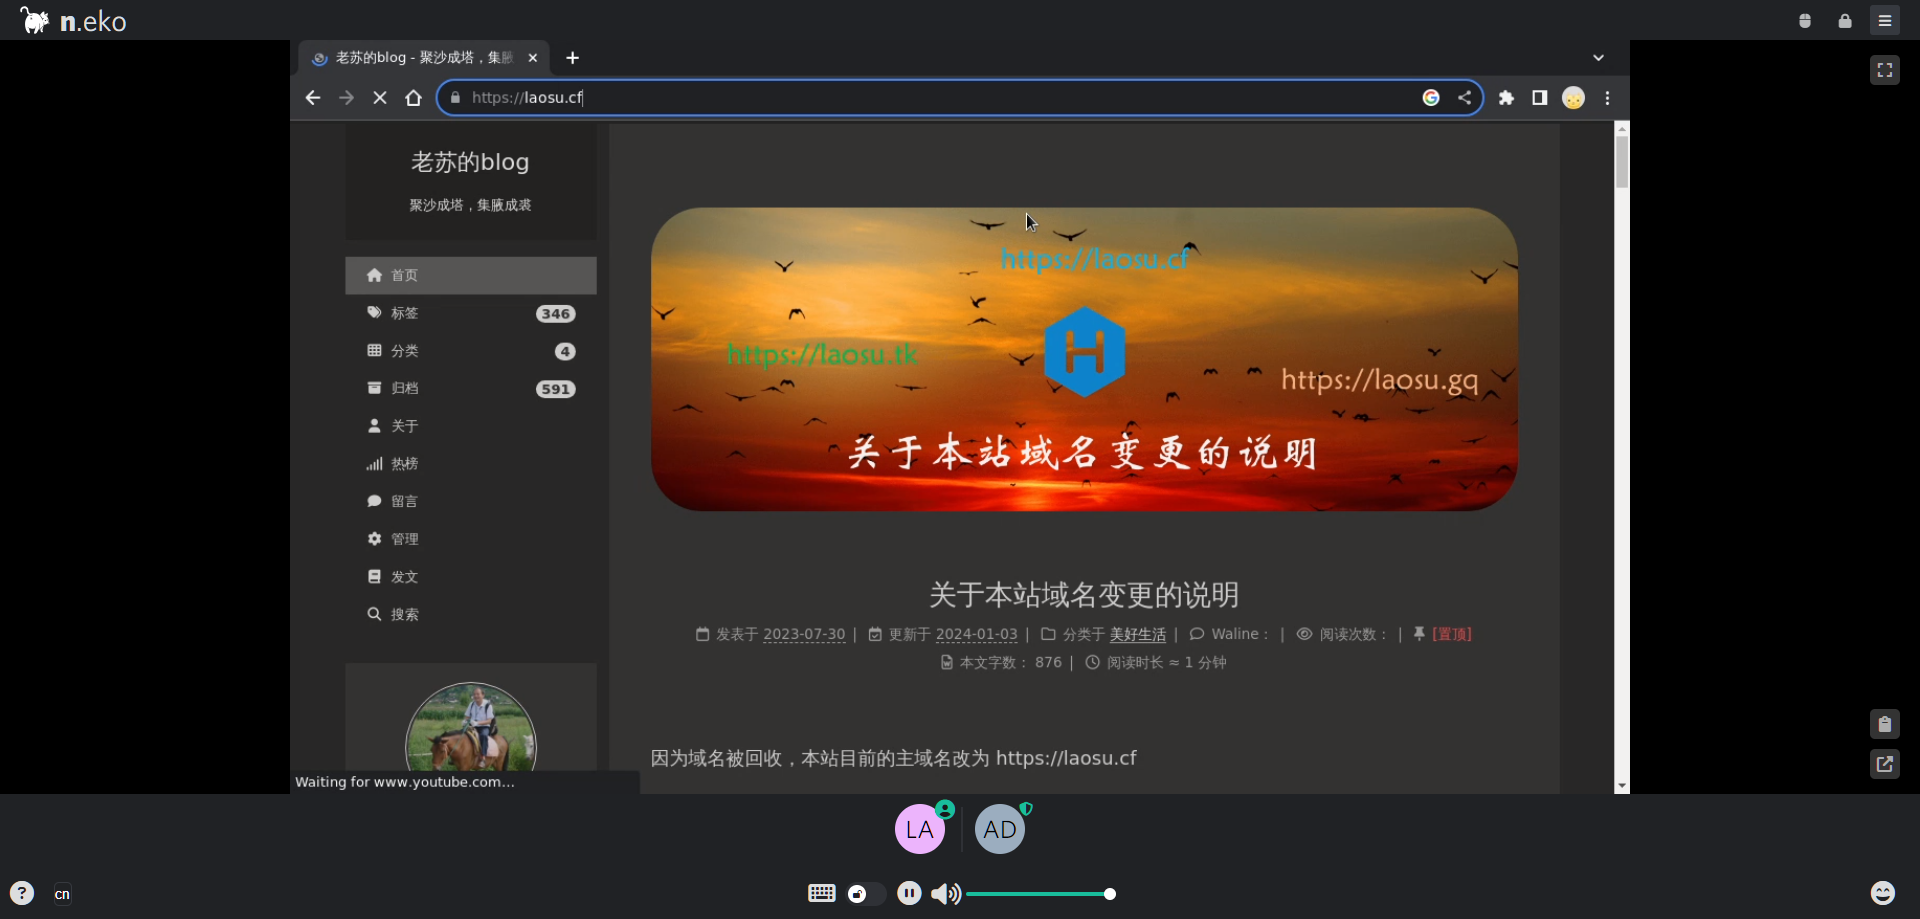 n.eko
老苏的blog - 聚沙成塔，集腋
https://laosu.cf
老苏的blog
聚沙成塔，集腋成裘
首页
标签 346
分类 4
归档 591
关于
热榜
留言
管理
发文
搜索
https://laosu.cf
https://laosu.tk
H
https://laosu.gq
关于本站域名变更的说明
关于本站域名变更的说明
发表于 2023-07-30 | 更新于 2024-01-03 | 分类于 美好生活 | Waline： | 阅读次数： | [置顶]
本文字数： 876 | 阅读时长 ≈ 1 分钟
因为域名被回收，本站目前的主域名改为 https://laosu.cf
Waiting for www.youtube.com...
LA AD
? cn